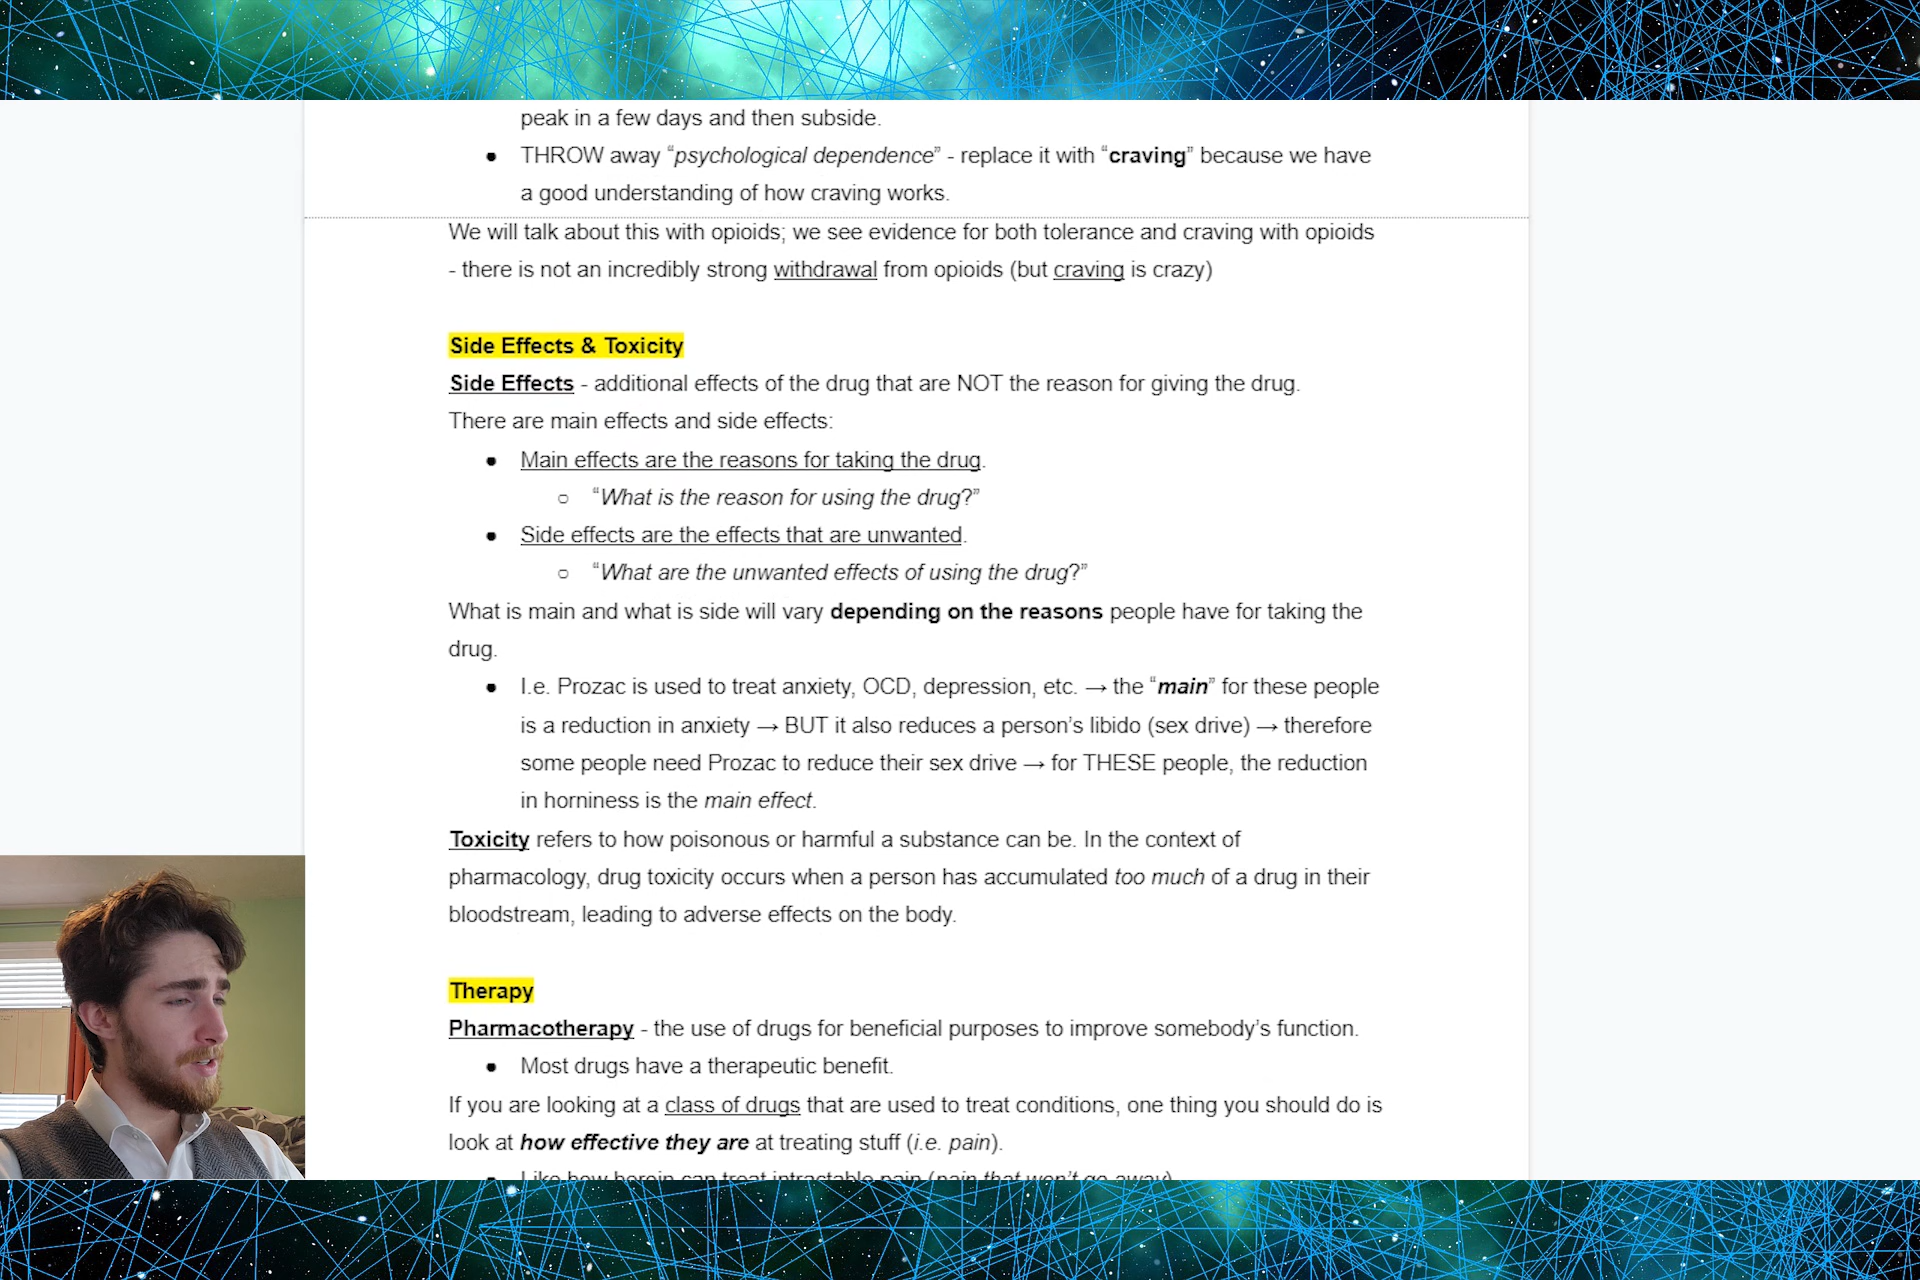 peak in a few days and then subside.
● THROW away “psychological dependence” - replace it with “craving” because we have
a good understanding of how craving works.
We will talk about this with opioids; we see evidence for both tolerance and craving with opioids
- there is not an incredibly strong withdrawal from opioids (but craving is crazy)
Side Effects & Toxicity
Side Effects - additional effects of the drug that are NOT the reason for giving the drug.
There are main effects and side effects:
● Main effects are the reasons for taking the drug.
○ “What is the reason for using the drug?”
● Side effects are the effects that are unwanted.
○ “What are the unwanted effects of using the drug?”
What is main and what is side will vary depending on the reasons people have for taking the
drug.
● I.e. Prozac is used to treat anxiety, OCD, depression, etc. → the “main” for these people
is a reduction in anxiety → BUT it also reduces a person’s libido (sex drive) → therefore
some people need Prozac to reduce their sex drive → for THESE people, the reduction
in horniness is the main effect.
Toxicity refers to how poisonous or harmful a substance can be. In the context of
pharmacology, drug toxicity occurs when a person has accumulated too much of a drug in their
bloodstream, leading to adverse effects on the body.
Therapy
Pharmacotherapy - the use of drugs for beneficial purposes to improve somebody’s function.
● Most drugs have a therapeutic benefit.
If you are looking at a class of drugs that are used to treat conditions, one thing you should do is
look at how effective they are at treating stuff (i.e. pain).
● Like how heroin can treat intractable pain (pain that won’t go away)